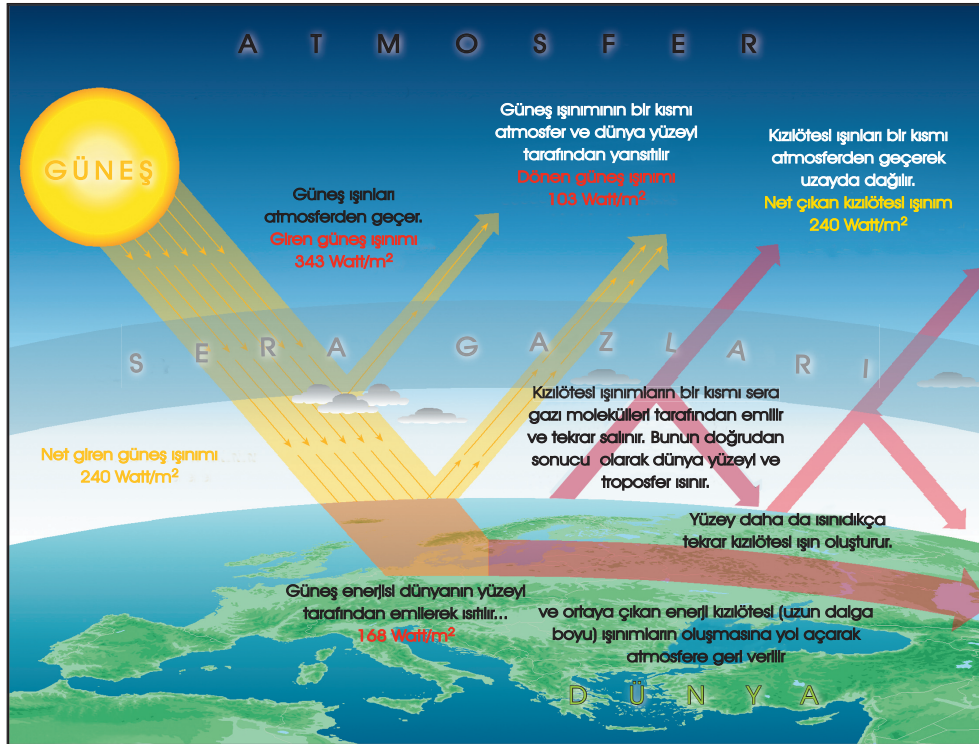 A T M O S F E R
GÜNEŞ
Güneş ışınları
atmosferden geçer.
Giren güneş ışınımı
343 Watt/m²
Güneş ışınımının bir kısmı
atmosfer ve dünya yüzeyi
tarafından yansıtılır
Dönen güneş ışınımı
103 Watt/m²
Kızılötesi ışınları bir kısmı
atmosferden geçerek
uzayda dağılır.
Net çıkan kızılötesi ışınım
240 Watt/m²
S E R A G A Z L A R I
Net giren güneş ışınımı
240 Watt/m²
Kızılötesi ışınımların bir kısmı sera
gazı molekülleri tarafından emilir
ve tekrar salınır. Bunun doğrudan
sonucu olarak dünya yüzeyi ve
troposfer ısınır.
Yüzey daha da ısınıdıkça
tekrar kızılötesi ışın oluşturur.
Güneş enerjisi dünyanın yüzeyi
tarafından emilerek ısıtılır...
168 Watt/m²
ve ortaya çıkan enerji kızılötesi (uzun dalga
boyu) ışınımların oluşmasına yol açarak
atmosfere geri verilir
D Ü N Y A